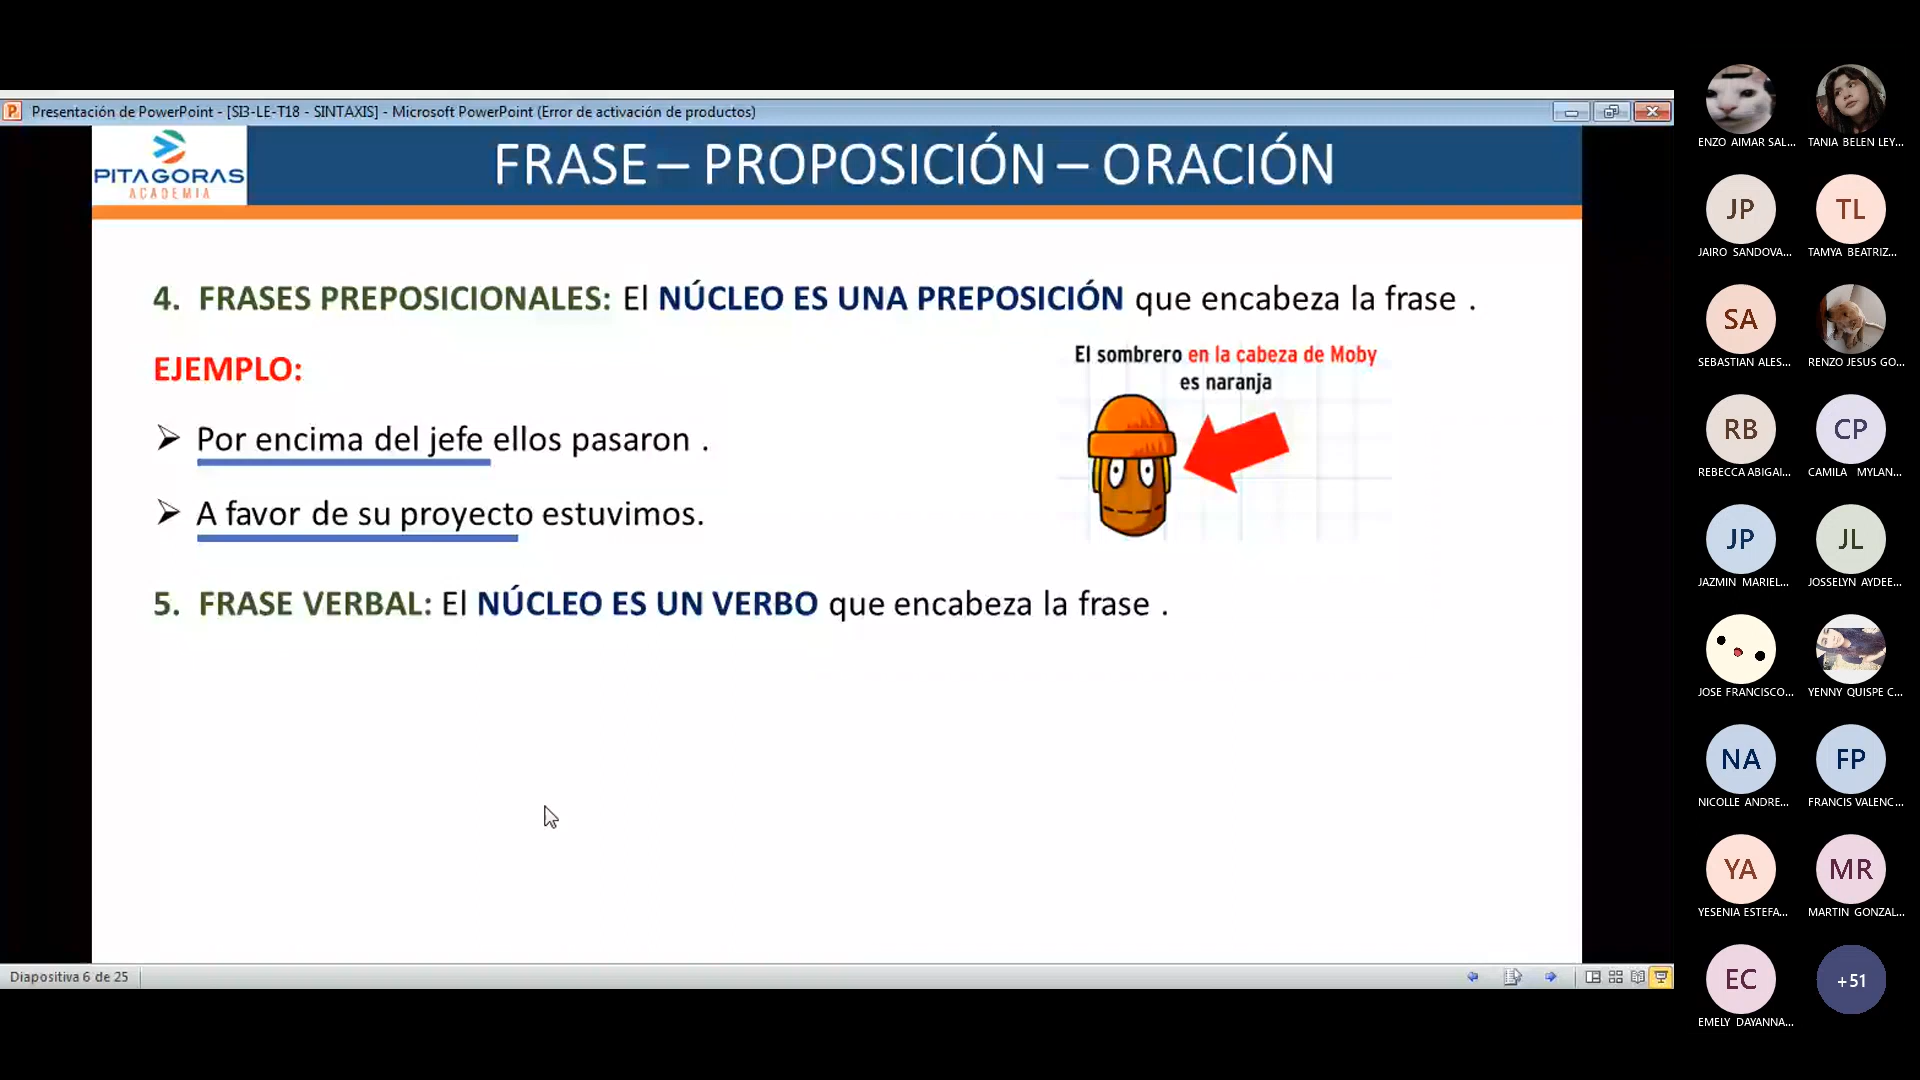 Presentación de PowerPoint - [SI3-LE-T18 - SINTAXIS] - Microsoft PowerPoint (Error de activación de productos)
PITAGORAS
ACADEMIA
FRASE – PROPOSICIÓN – ORACIÓN
4. FRASES PREPOSICIONALES: El NÚCLEO ES UNA PREPOSICIÓN que encabeza la frase .
EJEMPLO:
El sombrero en la cabeza de Moby
es naranja
Por encima del jefe ellos pasaron .
A favor de su proyecto estuvimos.
5. FRASE VERBAL: El NÚCLEO ES UN VERBO que encabeza la frase .
Diapositiva 6 de 25
ENZO AIMAR SAL...
TANIA BELEN LEY...
JP
TL
JAIRO SANDOVA...
TAMYA BEATRIZ...
SA
SEBASTIAN ALES...
RENZO JESUS GO...
RB
CP
REBECCA ABIGAI...
CAMILA MYLAN...
JP
JL
JAZMIN MARIEL...
JOSSELYN AYDEE...
JOSE FRANCISCO...
YENNY QUISPE C...
NA
FP
NICOLLE ANDRE...
FRANCIS VALENC...
YA
MR
YESENIA ESTEFA...
MARTIN GONZAL...
EC
+51
EMELY DAYANNA...